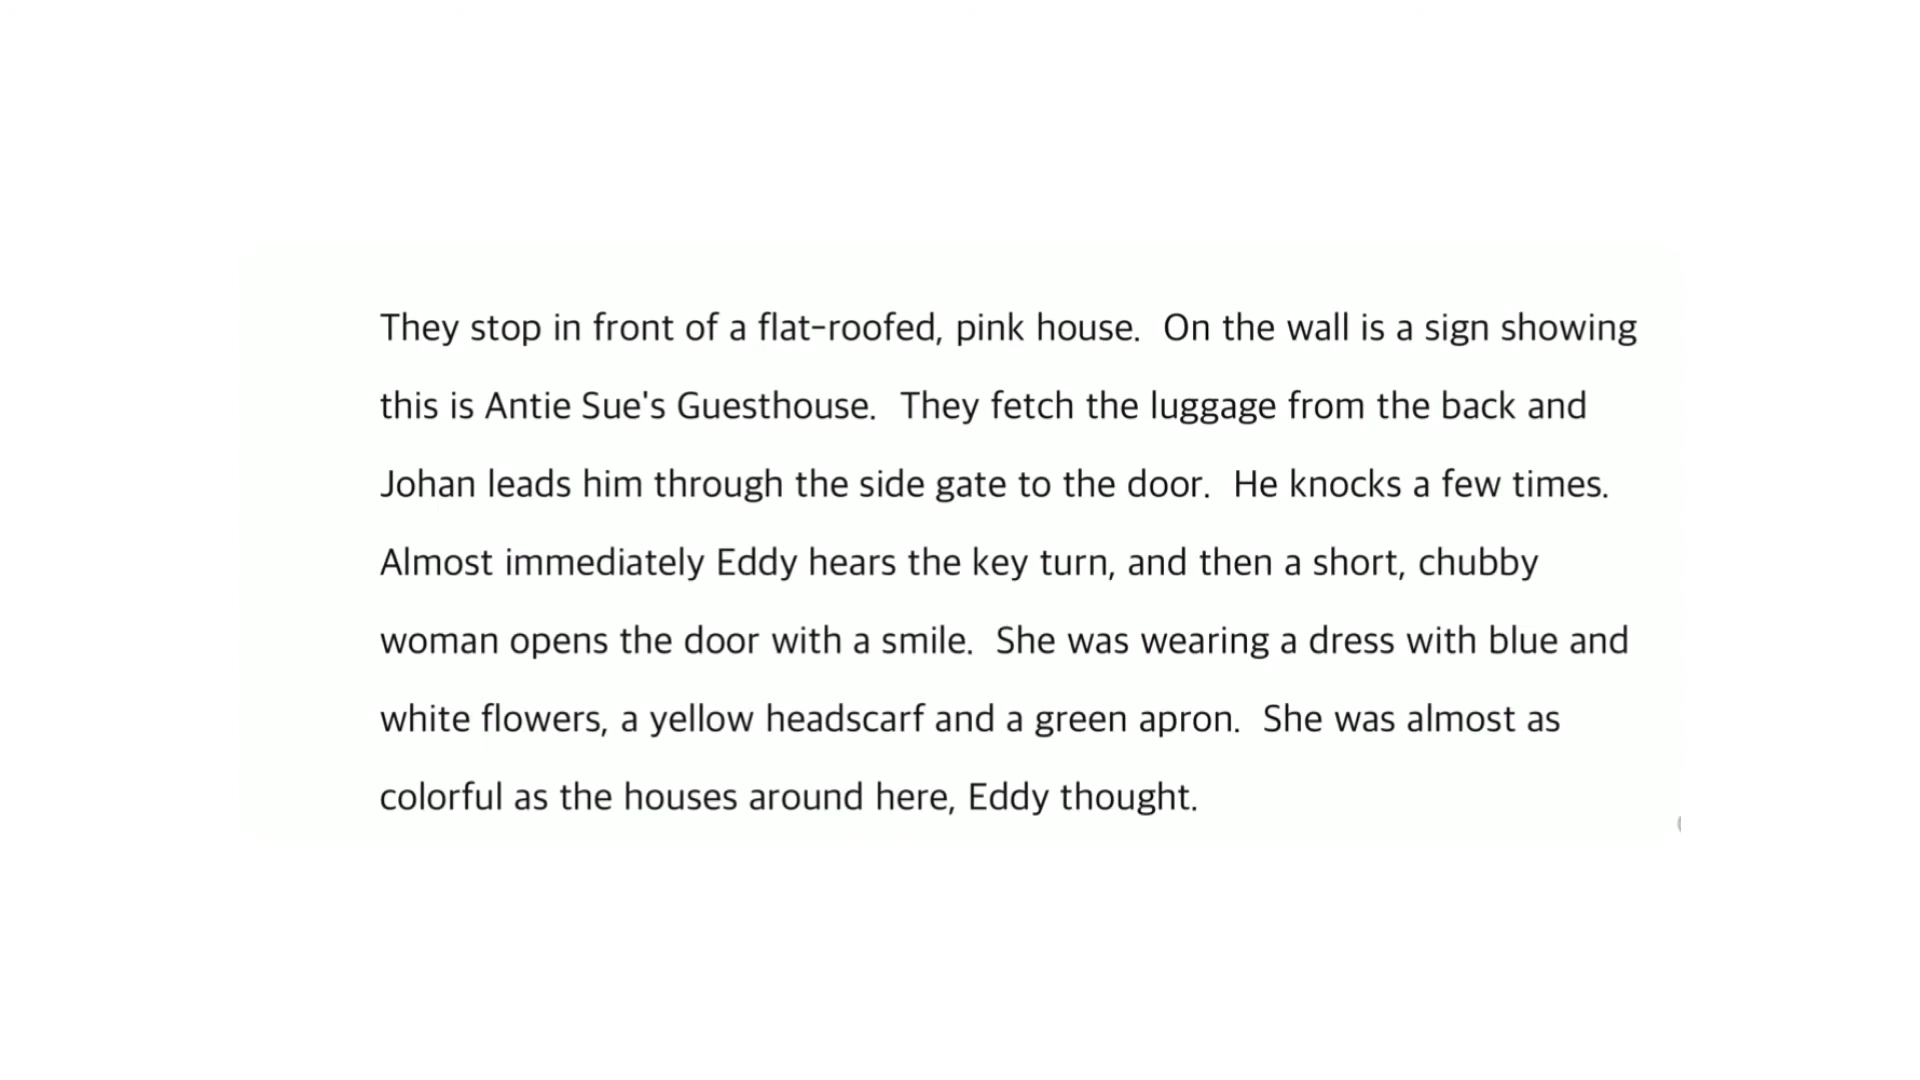 They stop in front of a flat-roofed, pink house.  On the wall is a sign showing
this is Antie Sue's Guesthouse.  They fetch the luggage from the back and
Johan leads him through the side gate to the door.  He knocks a few times.
Almost immediately Eddy hears the key turn, and then a short, chubby
woman opens the door with a smile.  She was wearing a dress with blue and
white flowers, a yellow headscarf and a green apron.  She was almost as
colorful as the houses around here, Eddy thought.